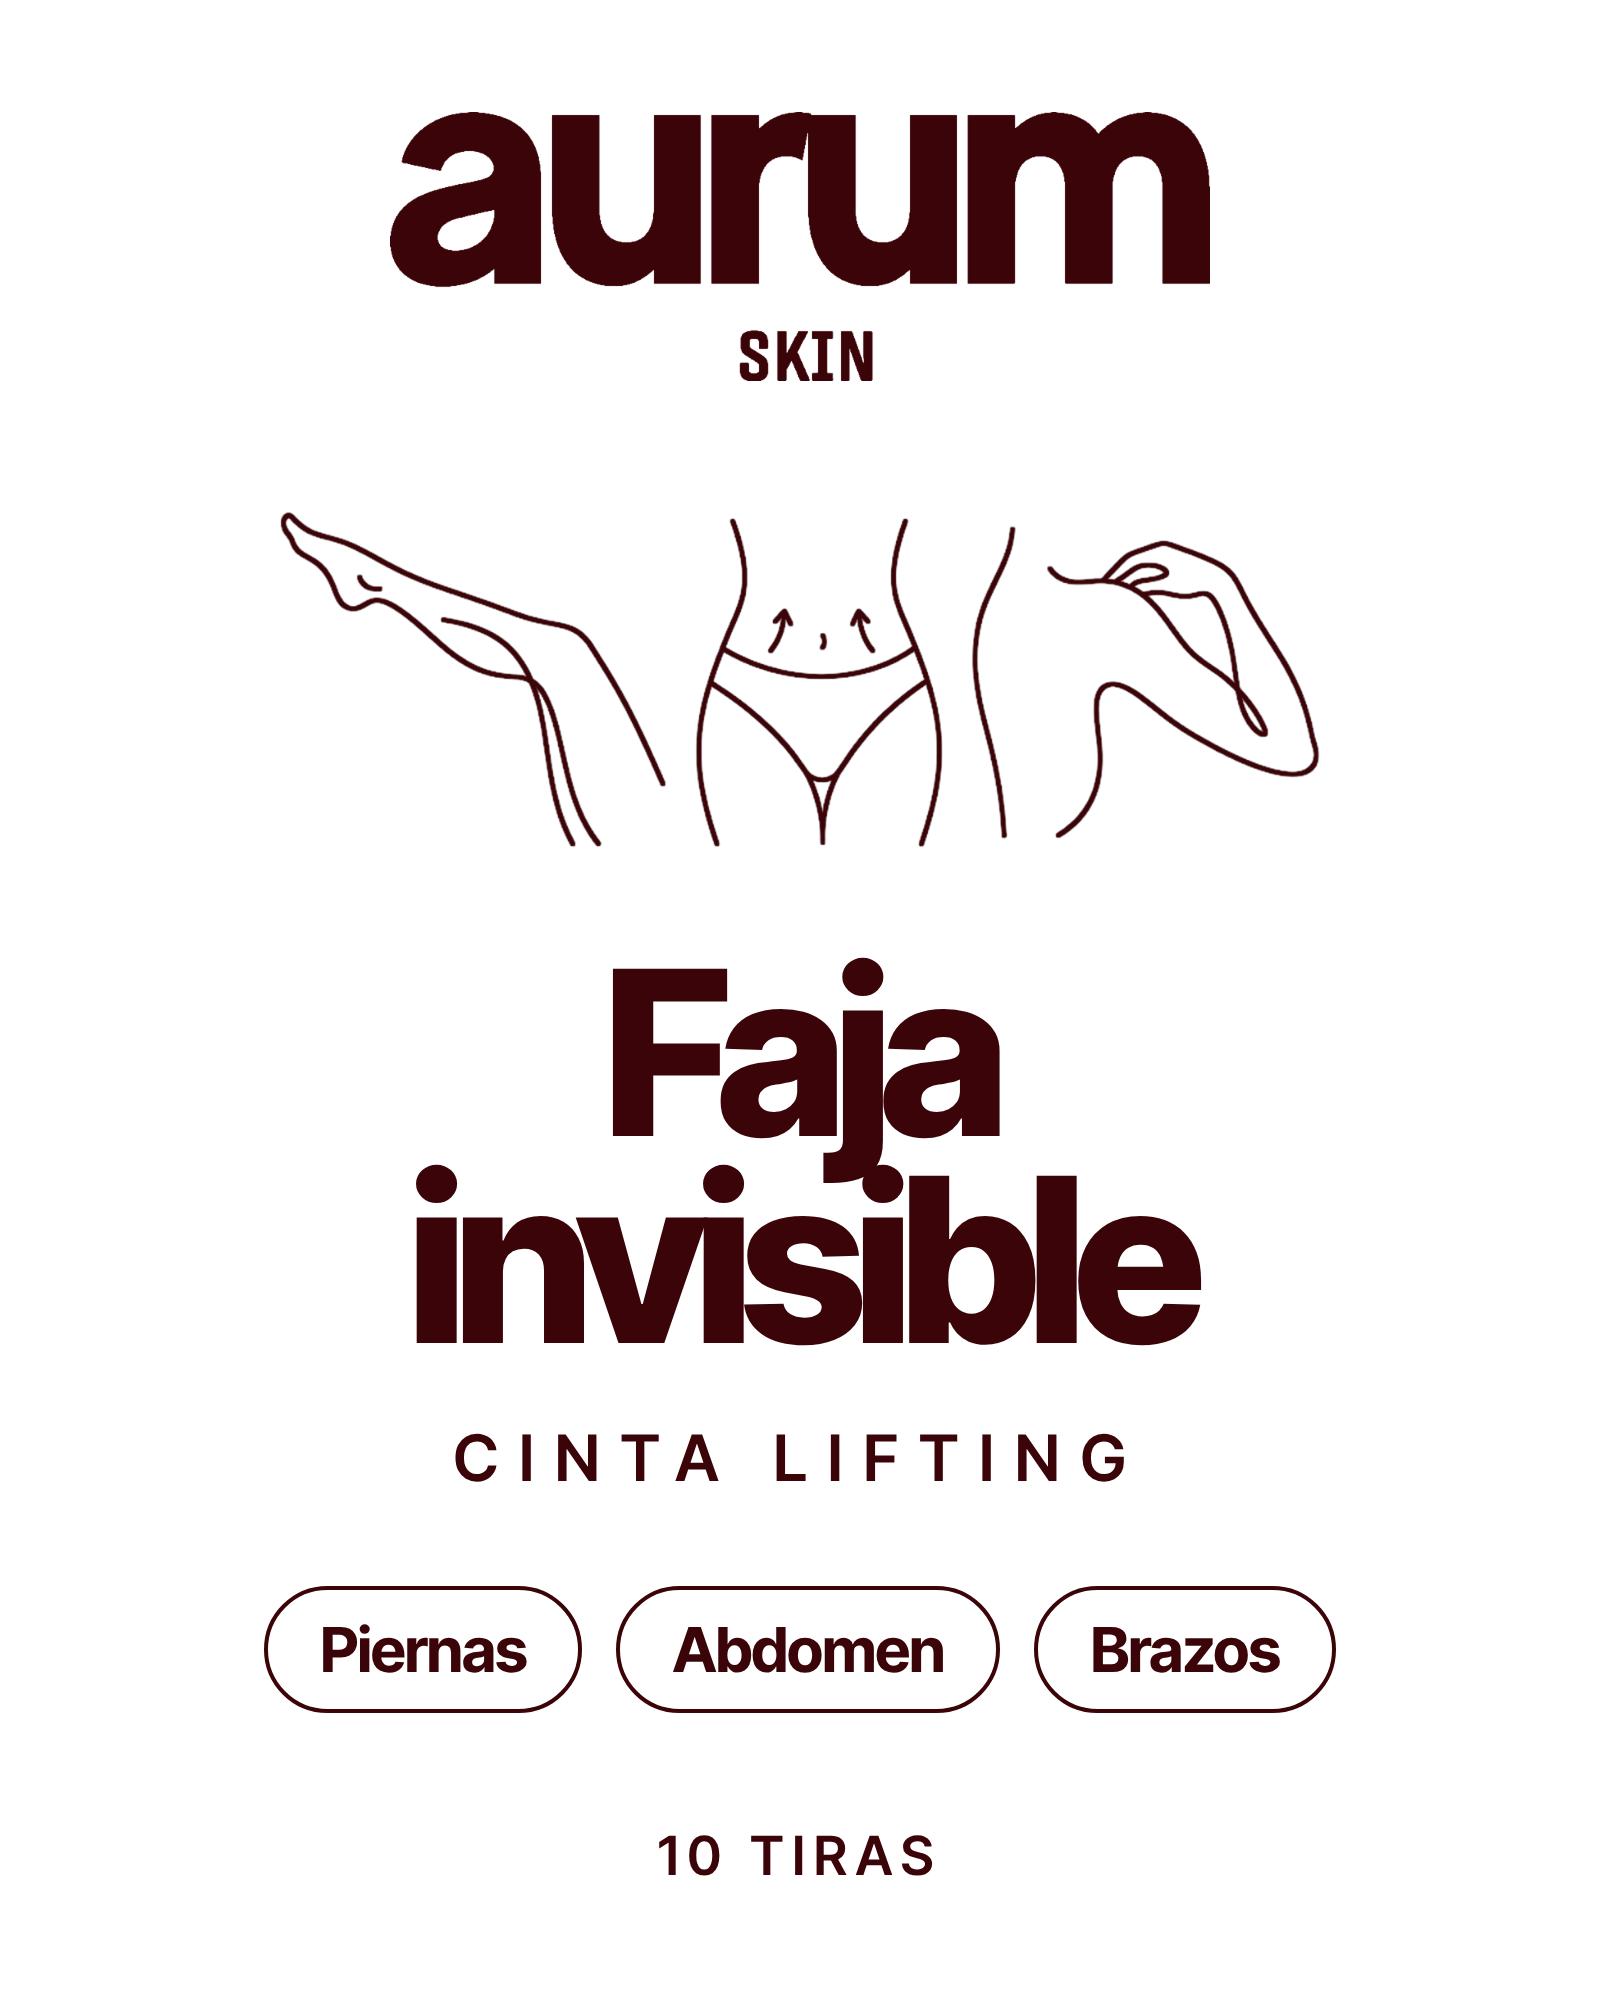 aurum
SKIN
Faja
invisible
CINTA LIFTING
Piernas Abdomen Brazos
10 TIRAS